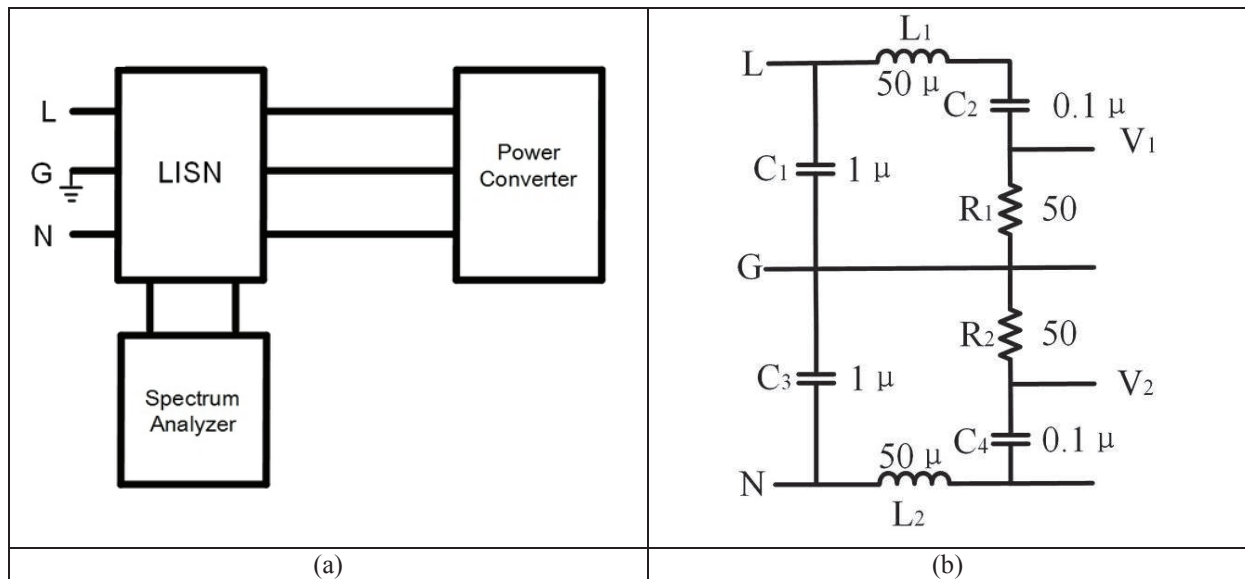 L
G
N
LISN
Power
Converter
Spectrum
Analyzer
(a)
L₁
L
50 μ
C₂
0.1 μ
V₁
C₁
1 μ
R₁
50
G
R₂
50
C₃
1 μ
V₂
C₄
0.1 μ
50 μ
N
L₂
(b)